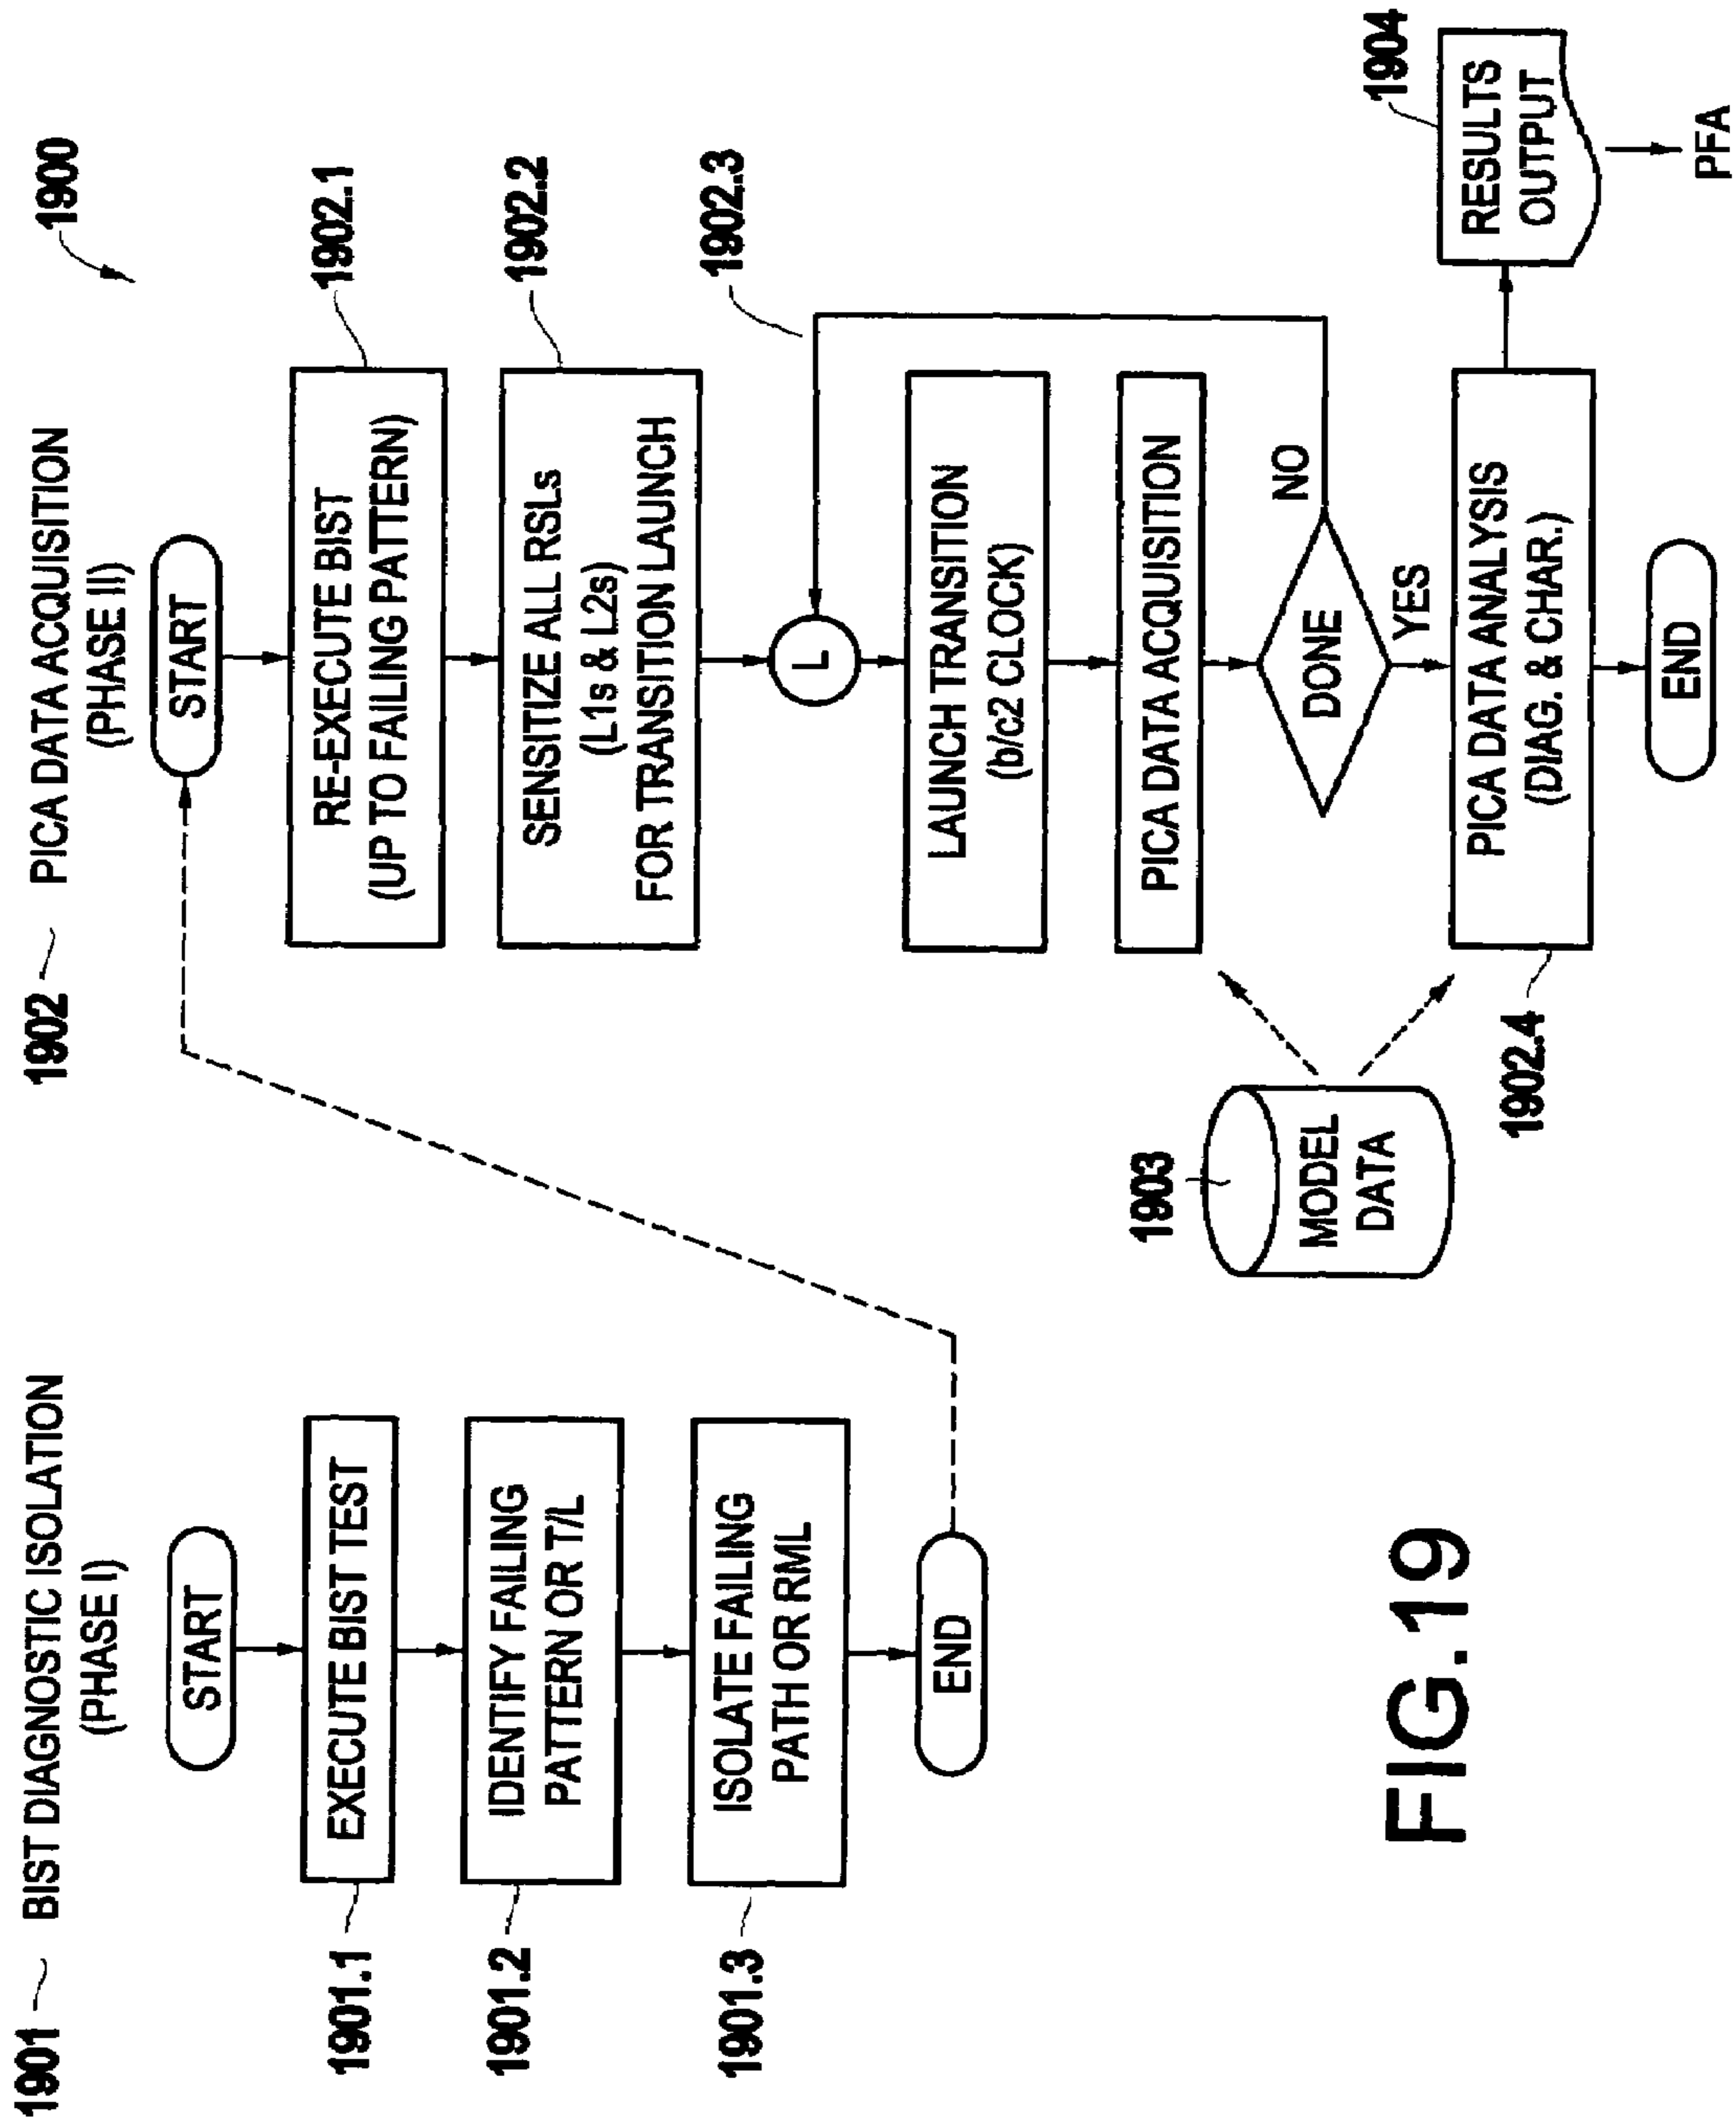 1901
BIST DIAGNOSTIC ISOLATION
(PHASE I)
START
1901.1
EXECUTE BIST TEST
1901.2
IDENTIFY FAILING
PATTERN OR T/L
1901.3
ISOLATE FAILING
PATH OR RML
END
1900
1902
PICA DATA ACQUISITION
(PHASE II)
START
1902.1
RE-EXECUTE BIST
(UP TO FAILING PATTERN)
1902.2
SENSITIZE ALL RSLs
(L1s & L2s)
FOR TRANSITION LAUNCH
1902.3
L
LAUNCH TRANSITION
(b/c2 CLOCK)
PICA DATA ACQUISITION
DONE
NO
YES
1903
MODEL
DATA
1902.4
PICA DATA ANALYSIS
(DIAG. & CHAR.)
END
1904
RESULTS
OUTPUT
PFA
FIG.19